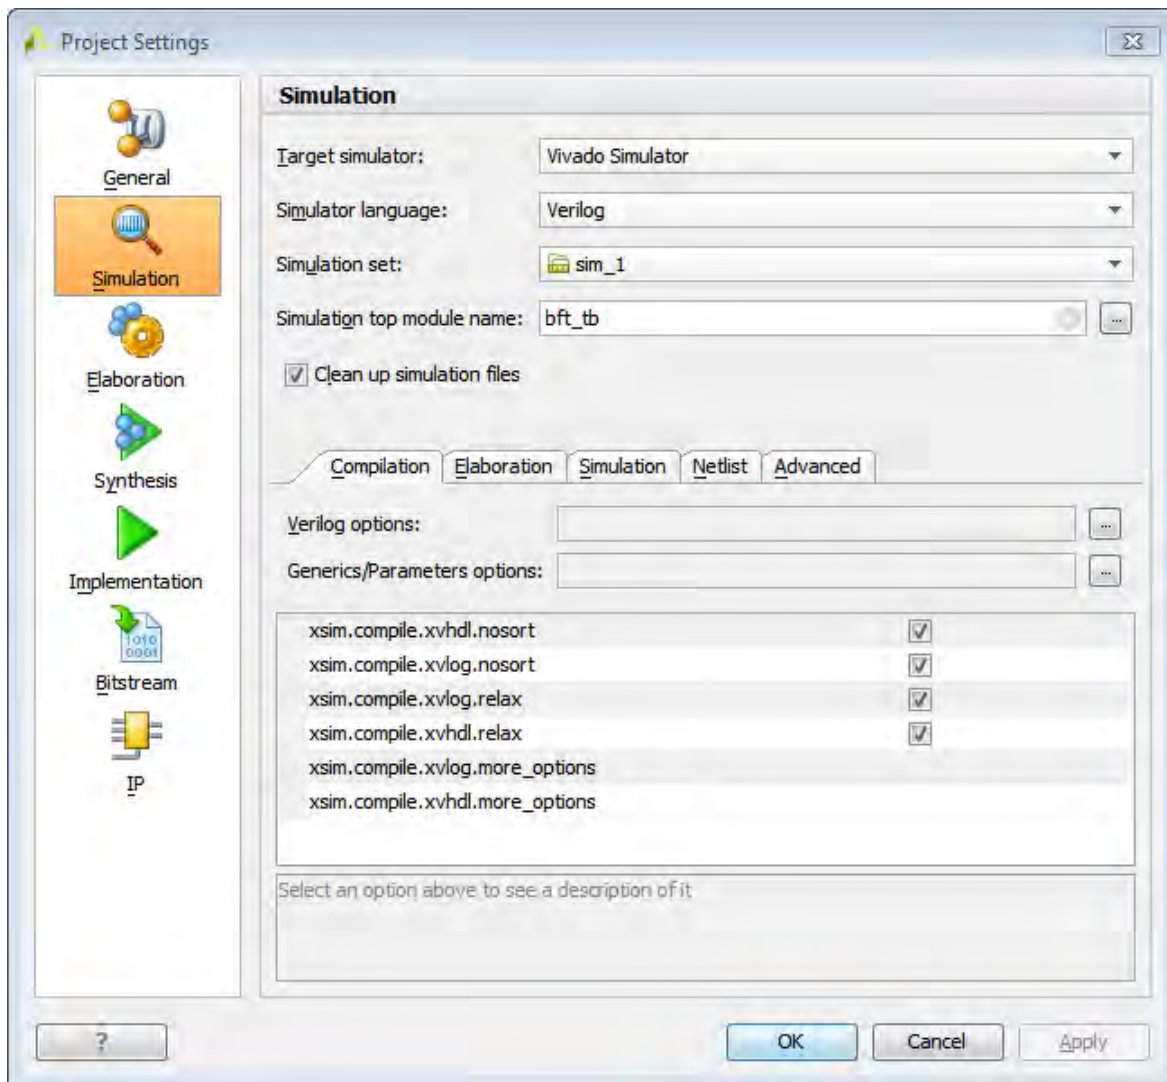 Project Settings
General
Simulation
Elaboration
Synthesis
Implementation
1010
0001
Bitstream
IP
Simulation
Target simulator: Vivado Simulator
Simulator language: Verilog
Simulation set: sim_1
Simulation top module name: bft_tb ...
Clean up simulation files
Compilation Elaboration Simulation Netlist Advanced
Verilog options: ...
Generics/Parameters options: ...
xsim.compile.xvhdl.nosort
xsim.compile.xvlog.nosort
xsim.compile.xvlog.relax
xsim.compile.xvhdl.relax
xsim.compile.xvlog.more_options
xsim.compile.xvhdl.more_options
Select an option above to see a description of it
? OK Cancel Apply